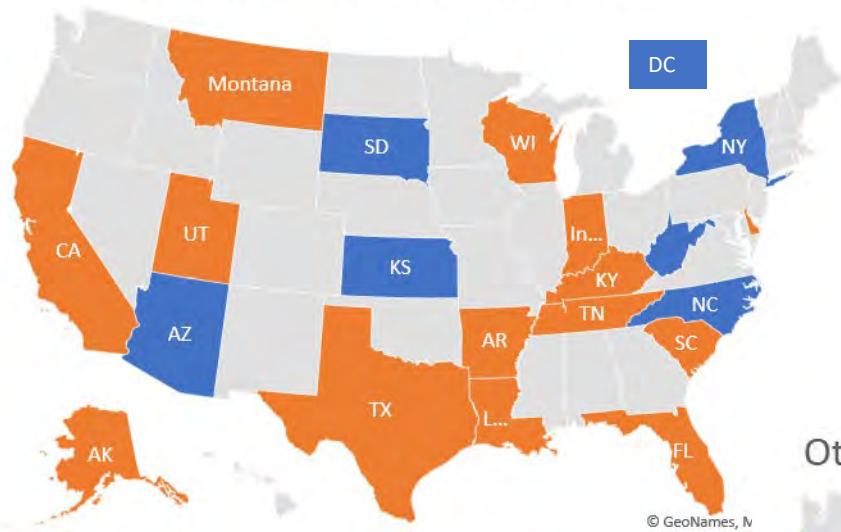 DC
Montana
WI
NY
SD
In...
UT
CA
KS
KY
AZ
TN
NC
AR
SC
TX
L...
AK
FL
Ot
© GeoNames, M